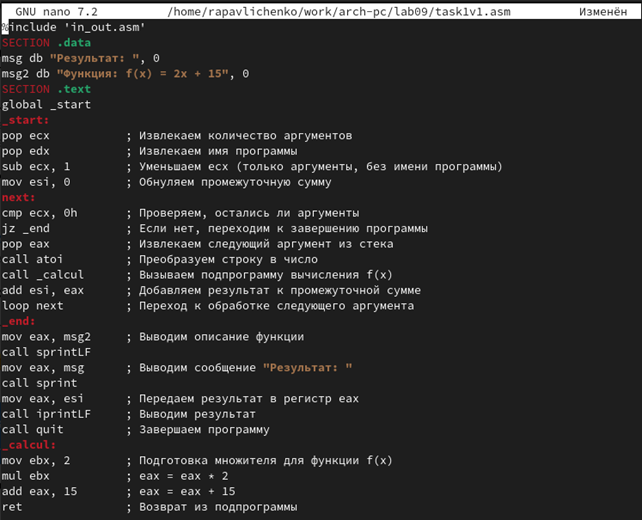 GNU nano 7.2 /home/rapavlichenko/work/arch-pc/lab09/task1v1.asm Изменён
%include 'in_out.asm'
SECTION .data
msg db "Результат: ", 0
msg2 db "Функция: f(x) = 2x + 15", 0
SECTION .text
global _start
_start:
pop ecx ; Извлекаем количество аргументов
pop edx ; Извлекаем имя программы
sub ecx, 1 ; Уменьшаем ecx (только аргументы, без имени программы)
mov esi, 0 ; Обнуляем промежуточную сумму
next:
cmp ecx, 0h ; Проверяем, остались ли аргументы
jz _end ; Если нет, переходим к завершению программы
pop eax ; Извлекаем следующий аргумент из стека
call atoi ; Преобразуем строку в число
call _calcul ; Вызываем подпрограмму вычисления f(x)
add esi, eax ; Добавляем результат к промежуточной сумме
loop next ; Переход к обработке следующего аргумента
_end:
mov eax, msg2 ; Выводим описание функции
call sprintLF
mov eax, msg ; Выводим сообщение "Результат: "
call sprint
mov eax, esi ; Передаем результат в регистр eax
call iprintLF ; Выводим результат
call quit ; Завершаем программу
_calcul:
mov ebx, 2 ; Подготовка множителя для функции f(x)
mul ebx ; eax = eax * 2
add eax, 15 ; eax = eax + 15
ret ; Возврат из подпрограммы